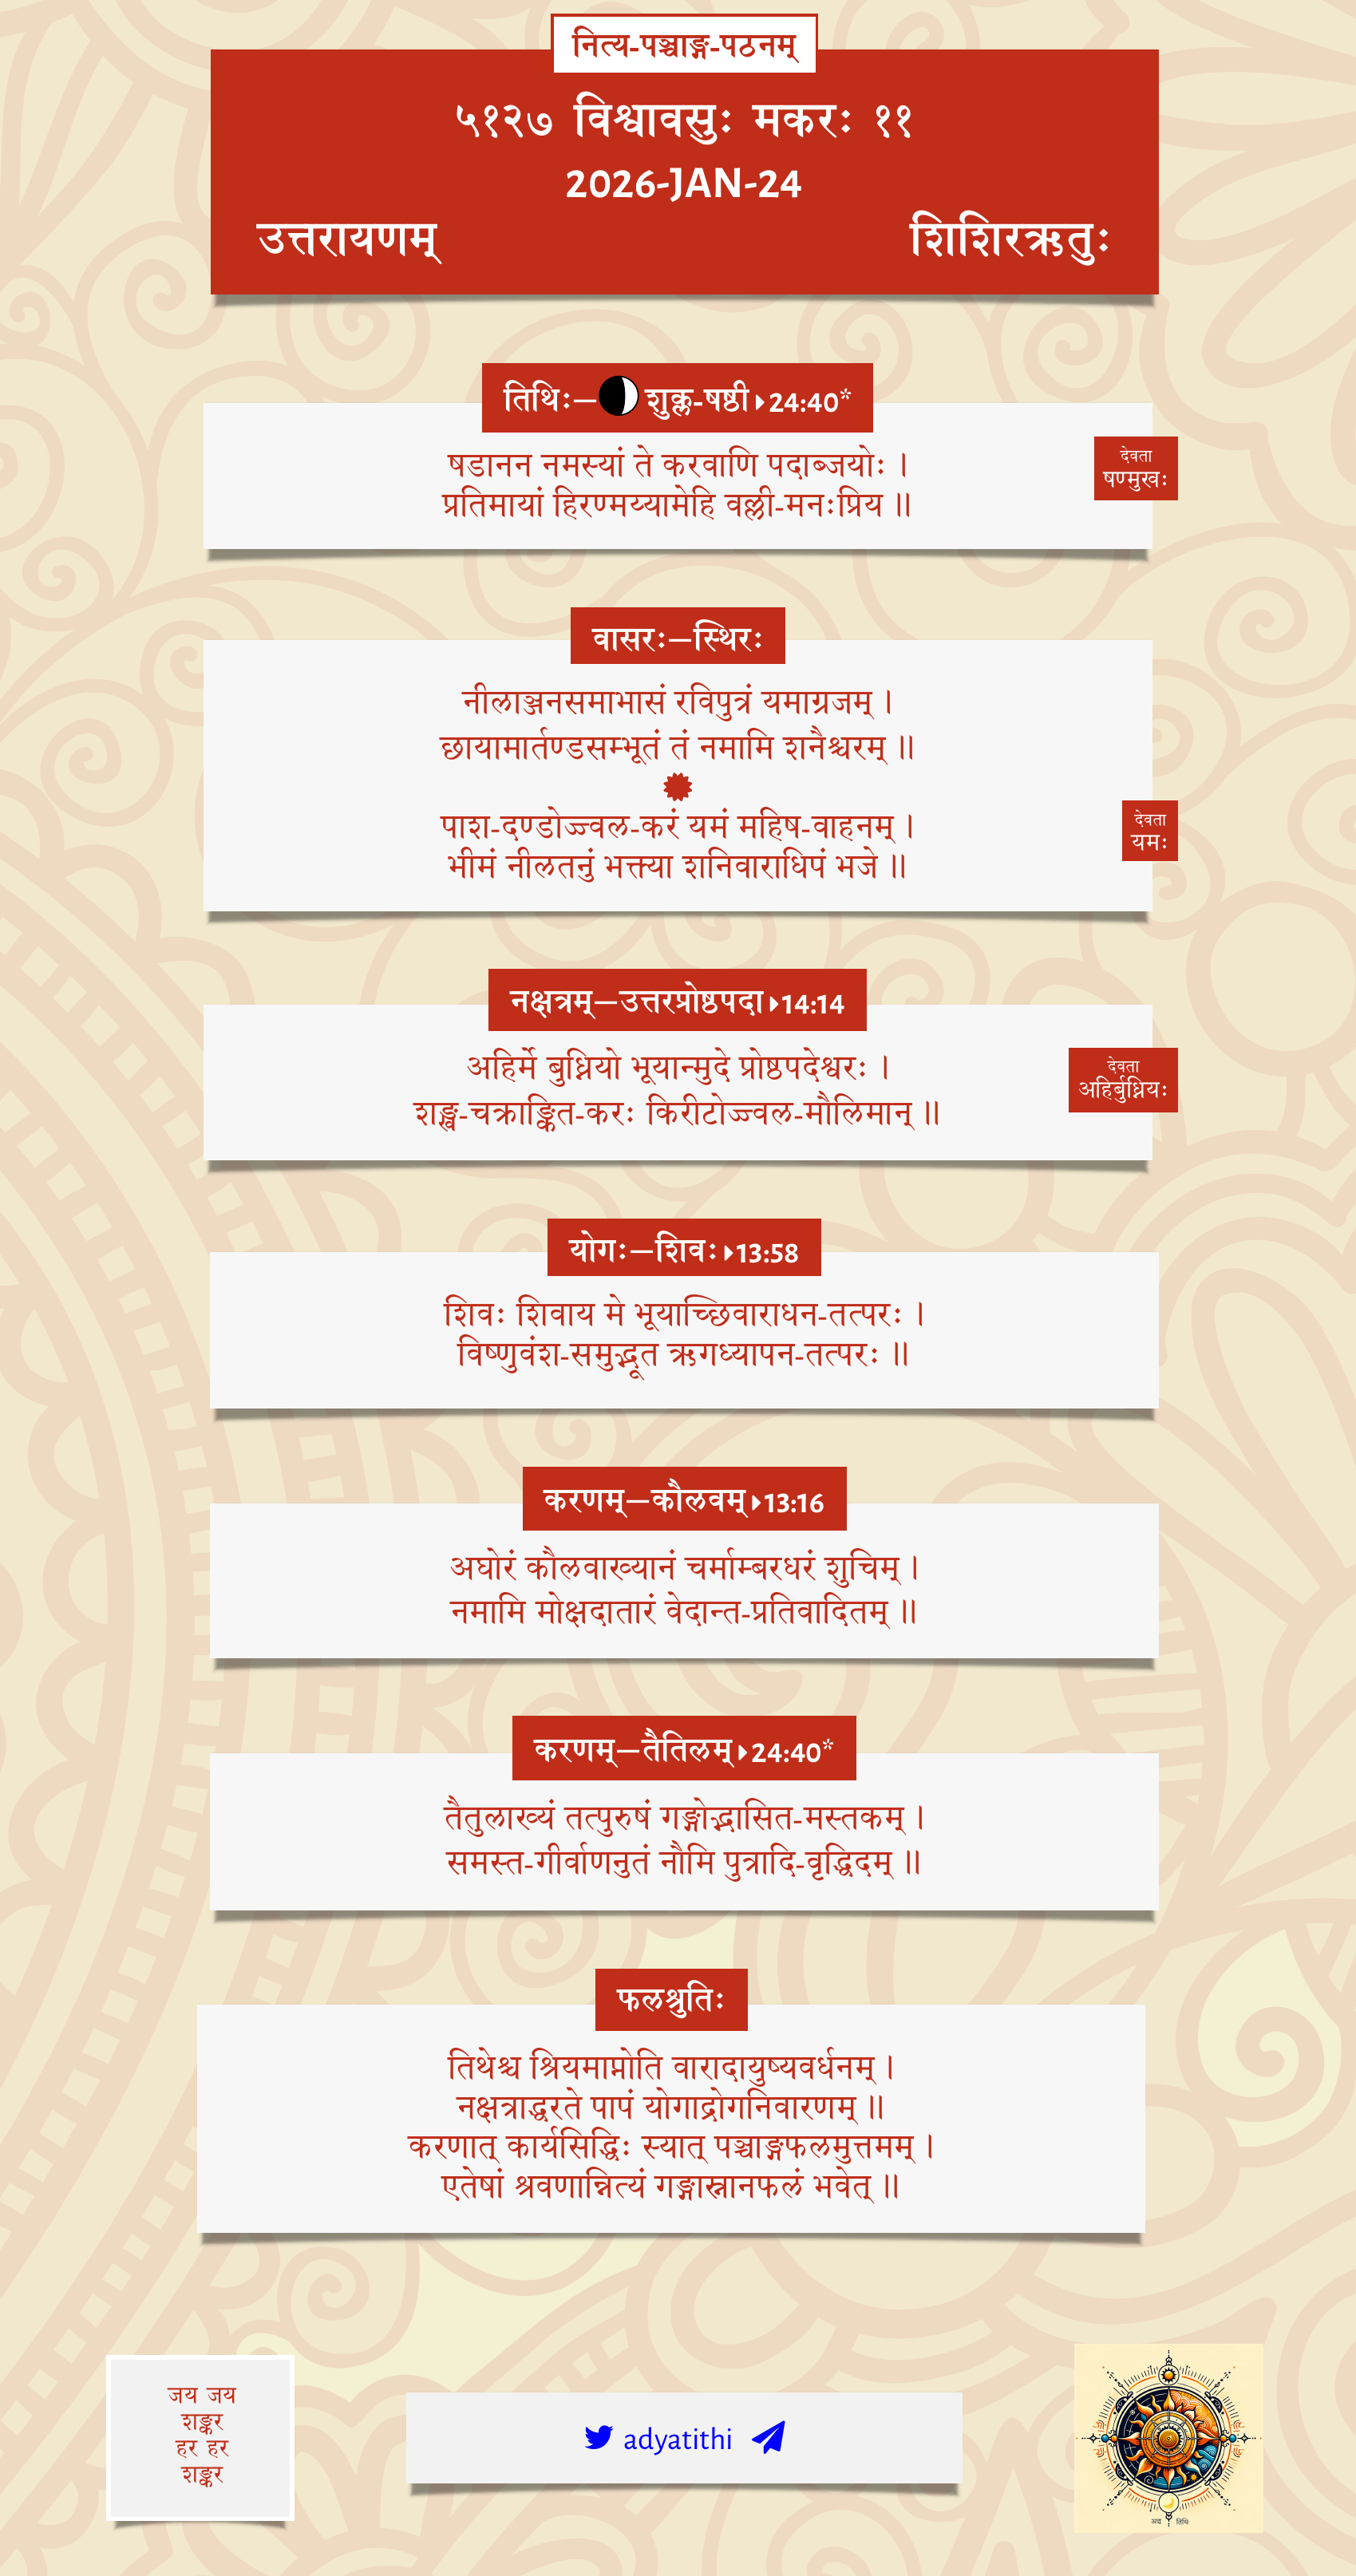 नित्य-पञ्चाङ्ग-पठनम्
५१२७ विश्वावसुः मकरः ११
2026-JAN-24
उत्तरायणम्
शिशिरऋतुः
तिथिः—शुक्ल-षष्ठी 24:40*
षडानन नमस्यां ते करवाणि पदाब्जयोः ।
प्रतिमायां हिरण्मय्यामेहि वल्ली-मनःप्रिय ॥
देवता
षण्मुखः
वासरः—स्थिरः
नीलाञ्जनसमाभासं रविपुत्रं यमाग्रजम् ।
छायामार्तण्डसम्भूतं तं नमामि शनैश्चरम् ॥
पाश-दण्डोज्ज्वल-करं यमं महिष-वाहनम् ।
भीमं नीलतनुं भक्त्या शनिवाराधिपं भजे ॥
देवता
यमः
नक्षत्रम्—उत्तरप्रोष्ठपदा 14:14
अहिर्मे बुध्नियो भूयान्मुदे प्रोष्ठपदेश्वरः ।
शङ्ख-चक्राङ्कित-करः किरीटोज्ज्वल-मौलिमान् ॥
देवता
अहिर्बुध्नियः
योगः—शिवः 13:58
शिवः शिवाय मे भूयाच्छिवाराधन-तत्परः ।
विष्णुवंश-समुद्भूत ऋगध्यापन-तत्परः ॥
करणम्—कौलवम् 13:16
अघोरं कौलवाख्यानं चर्माम्बरधरं शुचिम् ।
नमामि मोक्षदातारं वेदान्त-प्रतिवादितम् ॥
करणम्—तैतिलम् 24:40*
तैतुलाख्यं तत्पुरुषं गङ्गोद्भासित-मस्तकम् ।
समस्त-गीर्वाणनुतं नौमि पुत्रादि-वृद्धिदम् ॥
फलश्रुतिः
तिथेश्च श्रियमाप्नोति वारादायुष्यवर्धनम् ।
नक्षत्राद्धरते पापं योगाद्रोगनिवारणम् ॥
करणात् कार्यसिद्धिः स्यात् पञ्चाङ्गफलमुत्तमम् ।
एतेषां श्रवणान्नित्यं गङ्गास्नानफलं भवेत् ॥
जय जय
शङ्कर
हर हर
शङ्कर
adyatithi
अद्य तिथिः